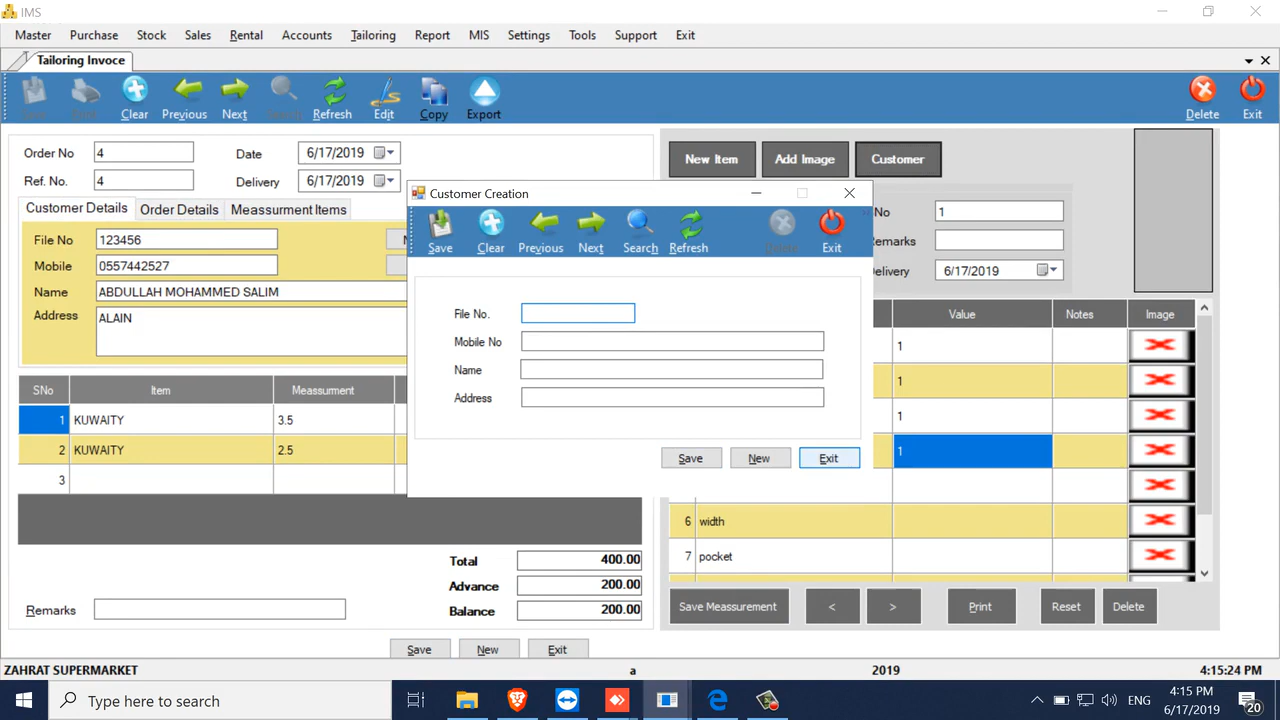 IMS
Master Purchase Stock Sales Rental Accounts Tailoring Report MIS Settings Tools Support Exit
Tailoring Invoce
Clear Previous Next Refresh Edit Copy Export Delete Exit
Order No 4 Date 6/17/2019
Ref. No. 4 Delivery 6/17/2019
New Item Add Image Customer
Customer Details Order Details Meassurment Items
File No 123456
Mobile 0557442527
Name ABDULLAH MOHAMMED SALIM
Address ALAIN
Customer Creation
Save Clear Previous Next Search Refresh Delete Exit
File No.
Mobile No
Name
Address
Save New Exit
No 1
emarks
elivery 6/17/2019
SNo Item Meassurment
1 KUWAITY 3.5
2 KUWAITY 2.5
3
Value Notes Image
1
1
1
1
6 width
7 pocket
Total 400.00
Advance 200.00
Balance 200.00
Remarks
Save New Exit
Save Measurement < > Print Reset Delete
ZAHRAT SUPERMARKET a 2019 4:15:24 PM
Type here to search
ENG
4:15 PM
6/17/2019
20